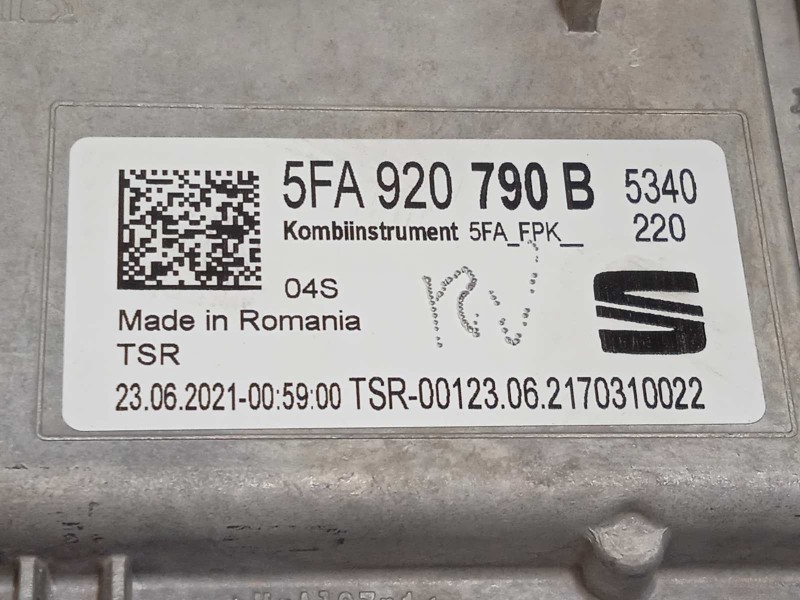 5FA 920 790 B 5340
Kombiinstrument 5FA_FPK__ 220
04S
Made in Romania
TSR
23.06.2021-00:59:00 TSR-00123.06.2170310022